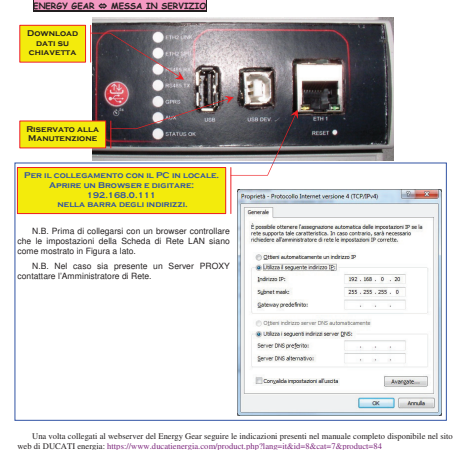 ENERGY GEAR ⇔ MESSA IN SERVIZIO
DOWNLOAD
DATI SU
CHIAVETTA
ETH2 LINK
ETH2 SPD
RS485 RX
RS485 TX
GPRS
AUX
STATUS OK
USB
USB DEV
ETH 1
RESET
RISERVATO ALLA
MANUTENZIONE
PER IL COLLEGAMENTO CON IL PC IN LOCALE.
APRIRE UN BROWSER E DIGITARE:
192.168.0.111
NELLA BARRA DEGLI INDIRIZZI.
N.B. Prima di collegarsi con un browser controllare
che le impostazioni della Scheda di Rete LAN siano
come mostrato in Figura a lato.
N.B. Nel caso sia presente un Server PROXY
contattare l'Amministratore di Rete.
Proprietà - Protocollo Internet versione 4 (TCP/IPv4)
Generale
È possibile ottenere l'assegnazione automatica delle impostazioni IP se la
rete supporta tale caratteristica. In caso contrario, sarà necessario
richiedere all'amministratore di rete le impostazioni IP corrette.
Ottieni automaticamente un indirizzo IP
Utilizza il seguente indirizzo IP:
Indirizzo IP: 192 . 168 . 0 . 20
Subnet mask: 255 . 255 . 255 . 0
Gateway predefinito: . . .
Ottieni indirizzo server DNS automaticamente
Utilizza i seguenti indirizzi server DNS:
Server DNS preferito: . . .
Server DNS alternativo: . . .
Convalida impostazioni all'uscita
Avanzate...
OK
Annulla
Una volta collegati al webserver del Energy Gear seguire le indicazioni presenti nel manuale completo disponibile nel sito
web di DUCATI energia: https://www.ducatienergia.com/product.php?lang=it&id=8&cat=7&product=84